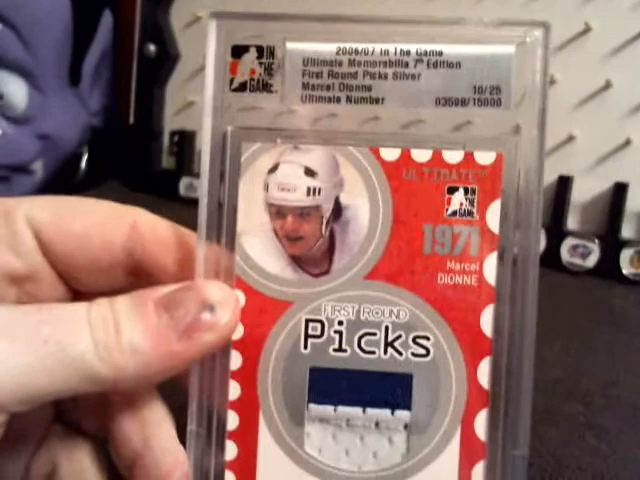 2006/07 In The Game
Ultimate Memorabilia 7th Edition
First Round Picks Silver
Marcel Dionne 10/25
Ultimate Number 03598/15000
IN THE GAME
ULTIMATE
IN THE GAME
1971
Marcel
DIONNE
FIRST ROUND
Picks